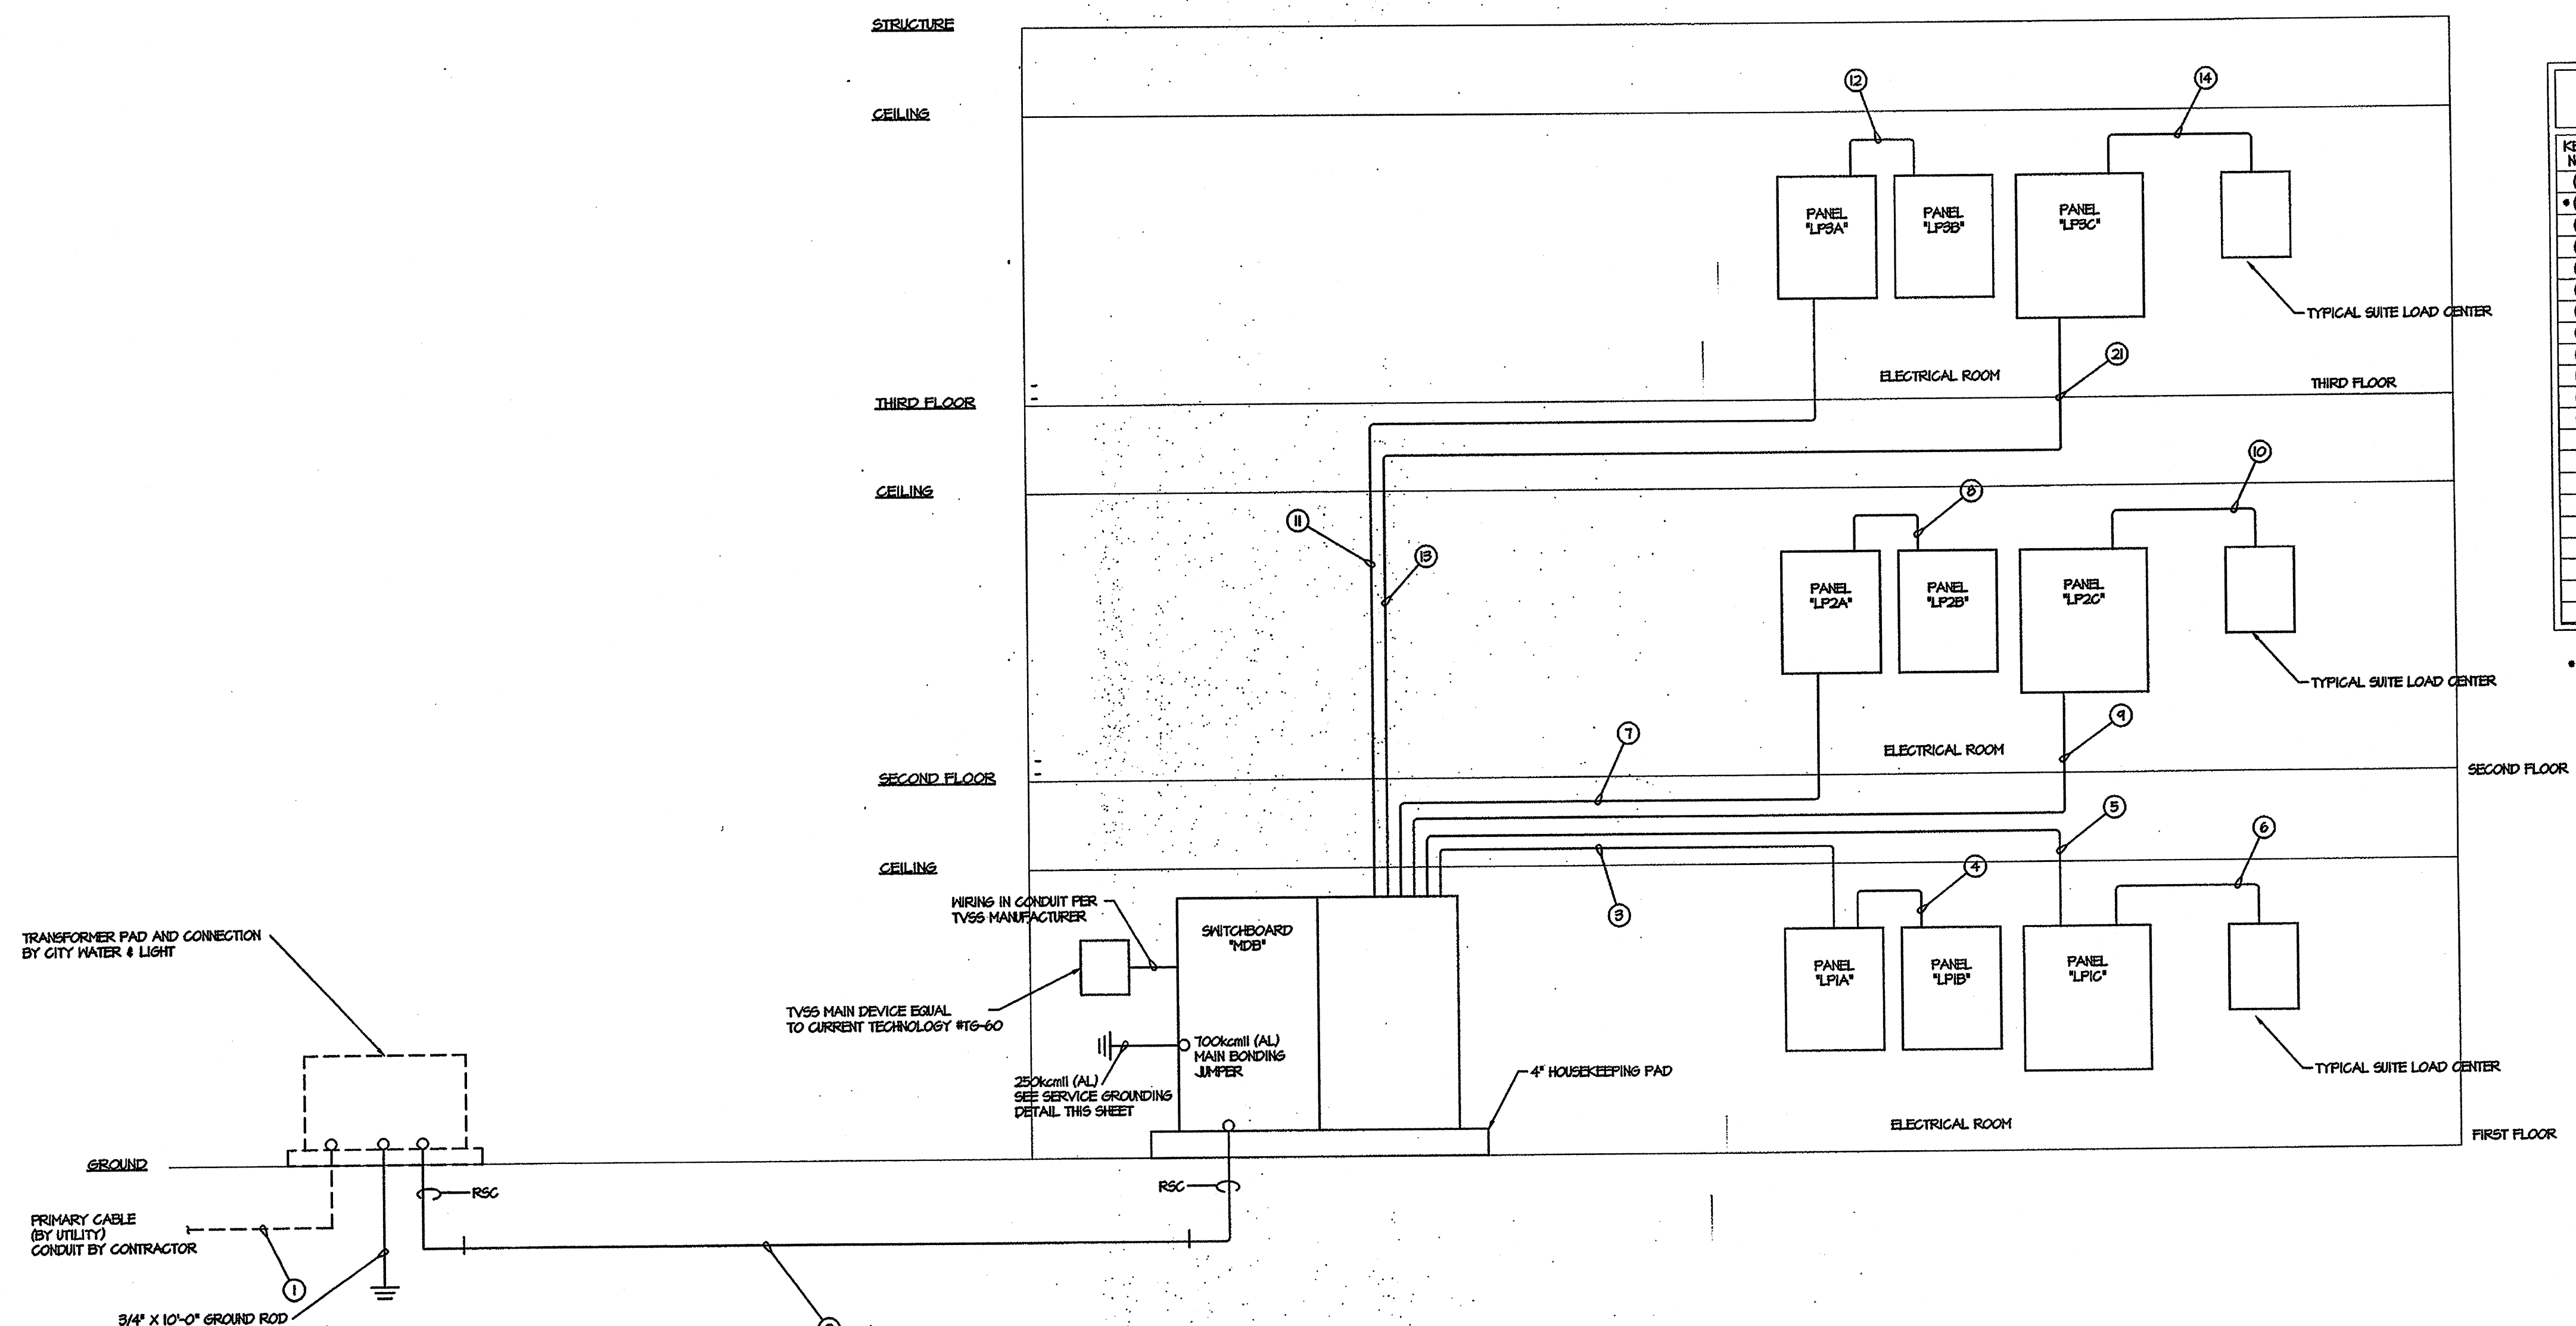 STRUCTURE
CEILING
12
14
PANEL
"LP3A"
PANEL
"LP3B"
PANEL
"LP3C"
TYPICAL SUITE LOAD CENTER
21
ELECTRICAL ROOM
THIRD FLOOR
THIRD FLOOR
CEILING
10
8
11
13
PANEL
"LP2A"
PANEL
"LP2B"
PANEL
"LP2C"
TYPICAL SUITE LOAD CENTER
7
9
ELECTRICAL ROOM
SECOND FLOOR
SECOND FLOOR
5
6
CEILING
4
3
WIRING IN CONDUIT PER
TVSS MANUFACTURER
SWITCHBOARD
"MDB"
PANEL
"LP1A"
PANEL
"LP1B"
PANEL
"LP1C"
TRANSFORMER PAD AND CONNECTION
BY CITY WATER & LIGHT
TVSS MAIN DEVICE EQUAL
TO CURRENT TECHNOLOGY #TG-60
700kcmil (AL)
MAIN BONDING
JUMPER
250kcmil (AL)
SEE SERVICE GROUNDING
DETAIL THIS SHEET
4" HOUSEKEEPING PAD
TYPICAL SUITE LOAD CENTER
ELECTRICAL ROOM
FIRST FLOOR
GROUND
RSC
RSC
PRIMARY CABLE
(BY UTILITY)
CONDUIT BY CONTRACTOR
1
3/4" X 10'-0" GROUND ROD